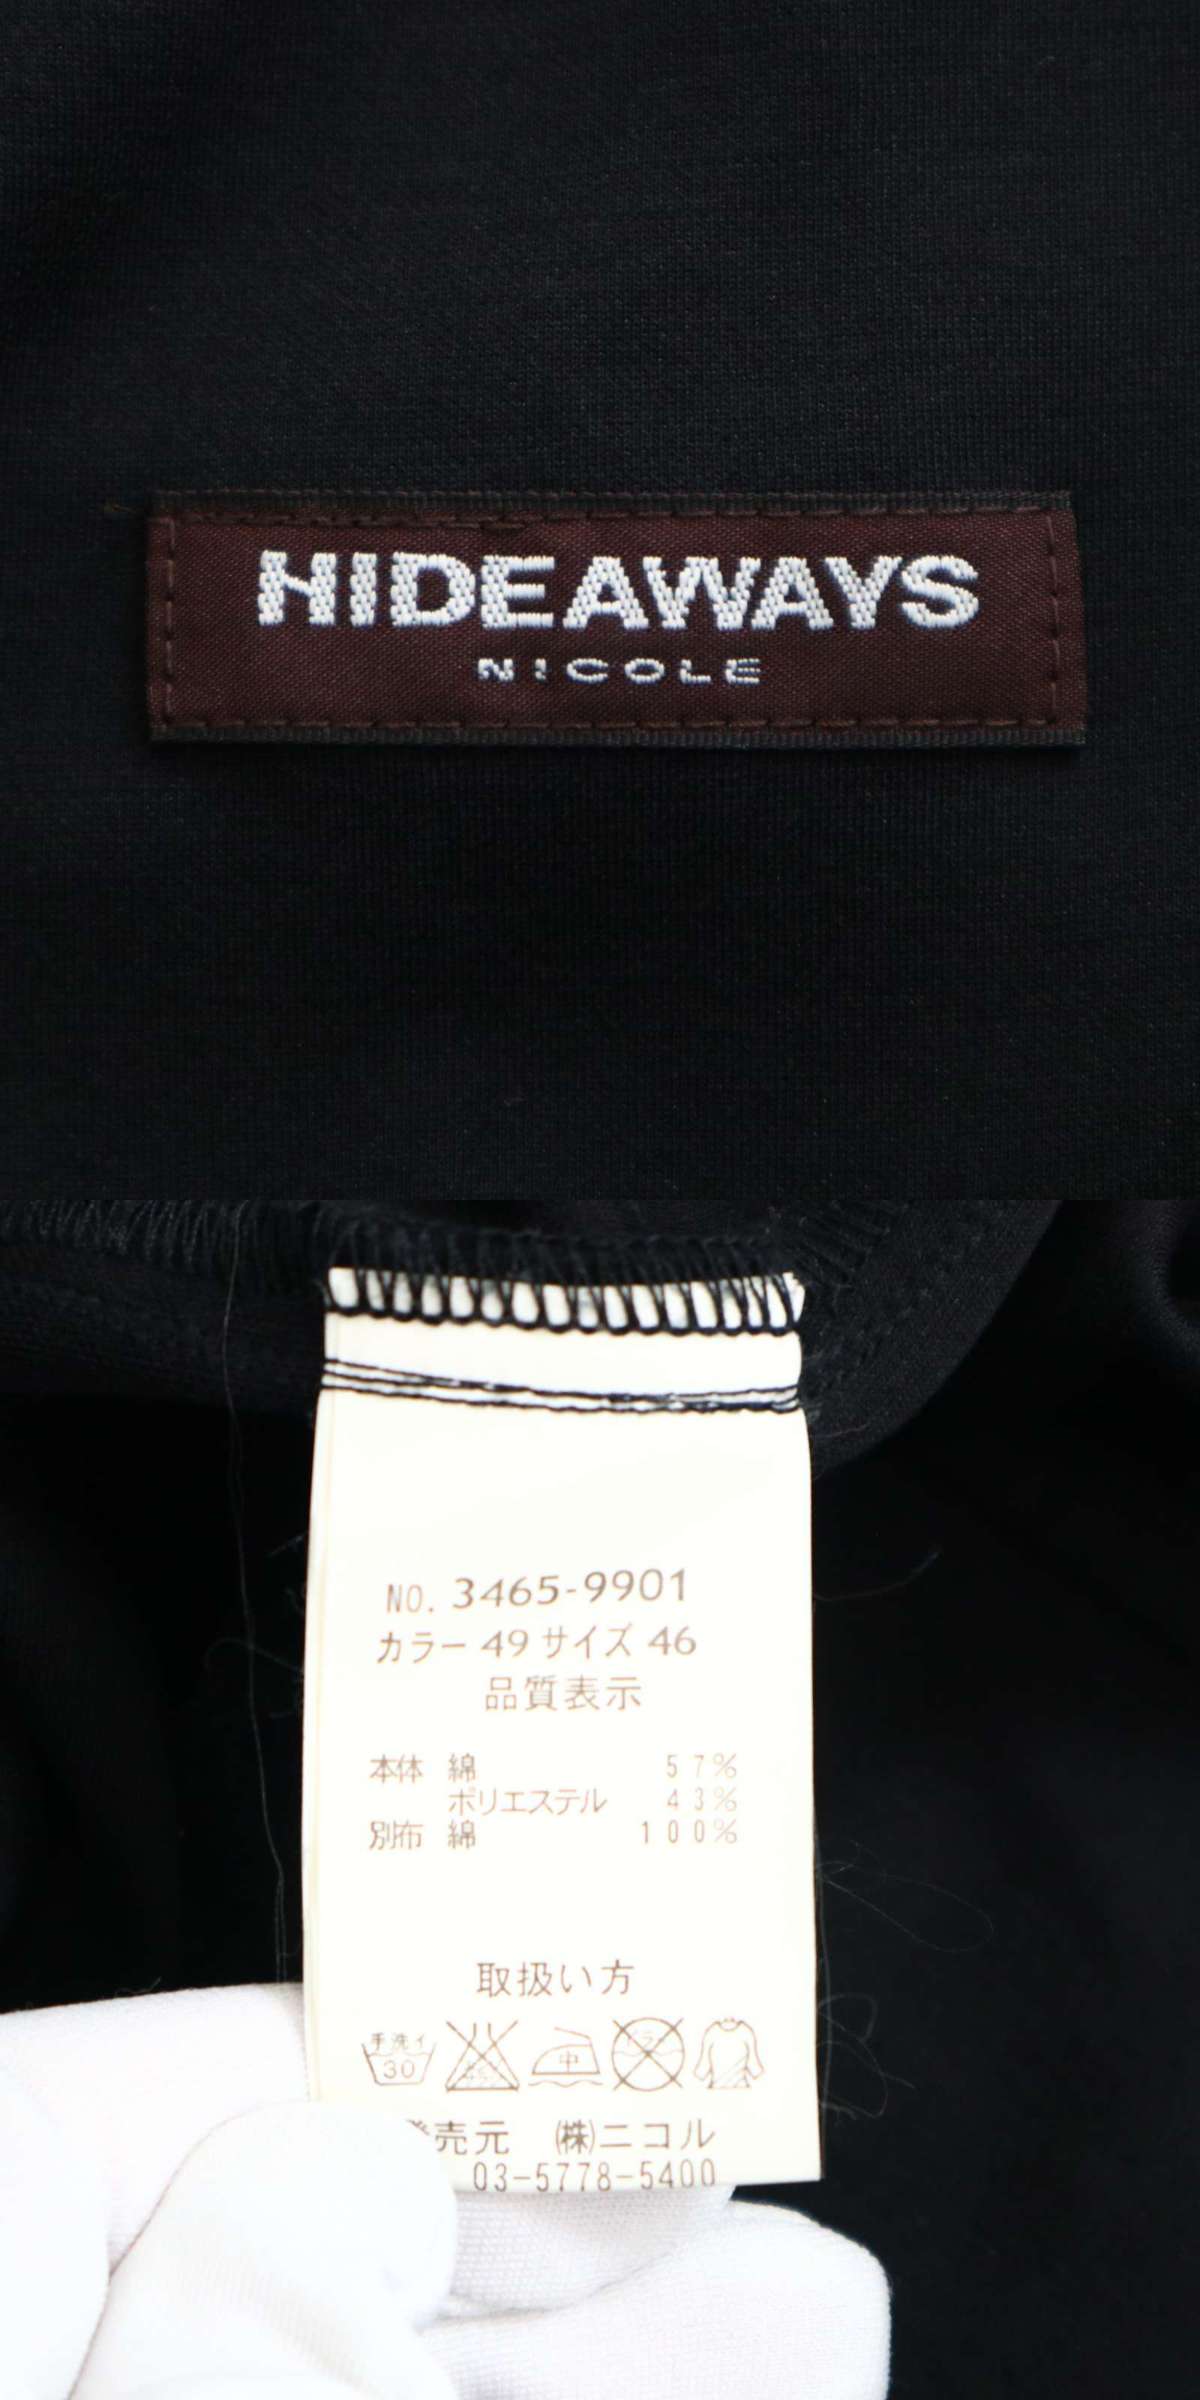 HIDEAWAYS
NICOLE
NO. 3465-9901
カラー 49 サイズ 46
品質表示
本体 綿 57%
ポリエステル 43%
別布 綿 100%
取扱い方
手洗イ 30 中
売元 ㈱ニコル
03-5778-5400